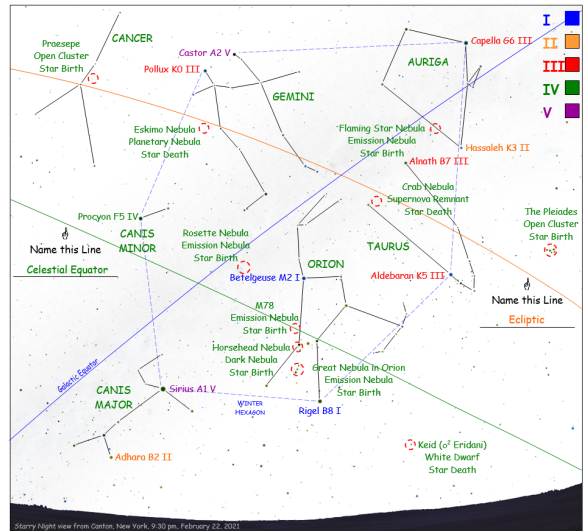 Praesepe
Open Cluster
Star Birth
CANCER
Castor A2 V
Pollux K0 III
GEMINI
Capella G6 III
AURIGA
I
II
III
IV
V
Eskimo Nebula
Planetary Nebula
Star Death
Flaming Star Nebula
Emission Nebula
Star Birth
Hassaleh K3 II
Alnath B7 III
Crab Nebula
Supernova Remnant
Star Death
Procyon F5 IV
CANIS
MINOR
Name this Line
Celestial Equator
Rosette Nebula
Emission Nebula
Star Birth
Betelgeuse M2 I
ORION
TAURUS
Aldebaran K5 III
The Pleiades
Open Cluster
Star Birth
Name this Line
Ecliptic
M78
Emission Nebula
Star Birth
Horsehead Nebula
Dark Nebula
Star Birth
Great Nebula in Orion
Emission Nebula
Star Birth
Galactic Equator
CANIS
MAJOR
Sirius A1 V
WINTER
HEXAGON
Rigel B8 I
Adhara B2 II
Keid (o² Eridani)
White Dwarf
Star Death
Starry Night view from Canton, New York, 9:30 pm, February 22, 2021